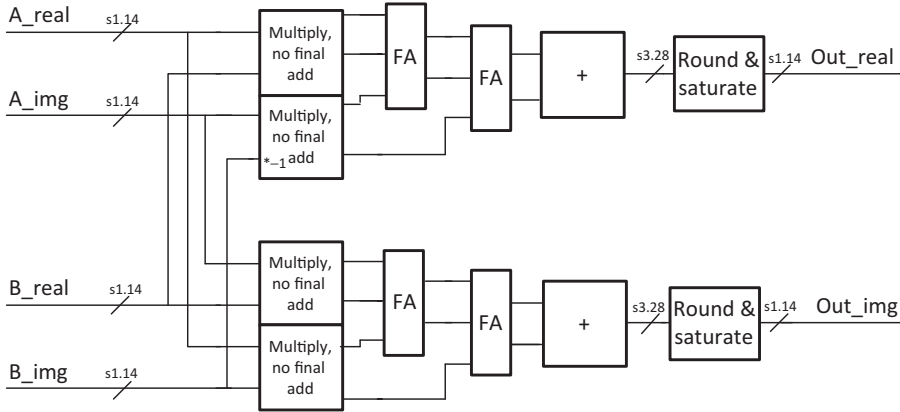 A_real
s1.14
Multiply,
no final
add
FA
FA
+
s3.28
Round &
saturate
s1.14
Out_real
A_img
s1.14
Multiply,
no final
*–1 add
B_real
s1.14
Multiply,
no final
add
FA
FA
+
s3.28
Round &
saturate
s1.14
Out_img
B_img
s1.14
Multiply,
no final
add